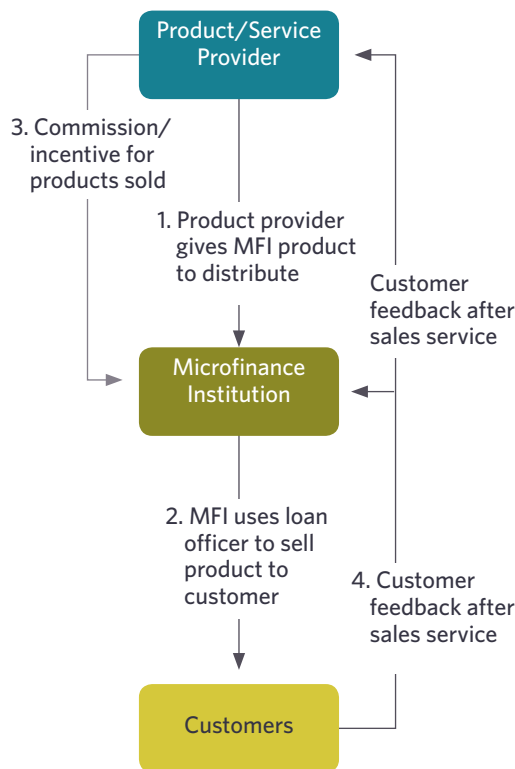 Product/Service
Provider
3. Commission/
incentive for
products sold
1. Product provider
gives MFI product
to distribute
Customer
feedback after
sales service
Microfinance
Institution
2. MFI uses loan
officer to sell
product to
customer
4. Customer
feedback after
sales service
Customers